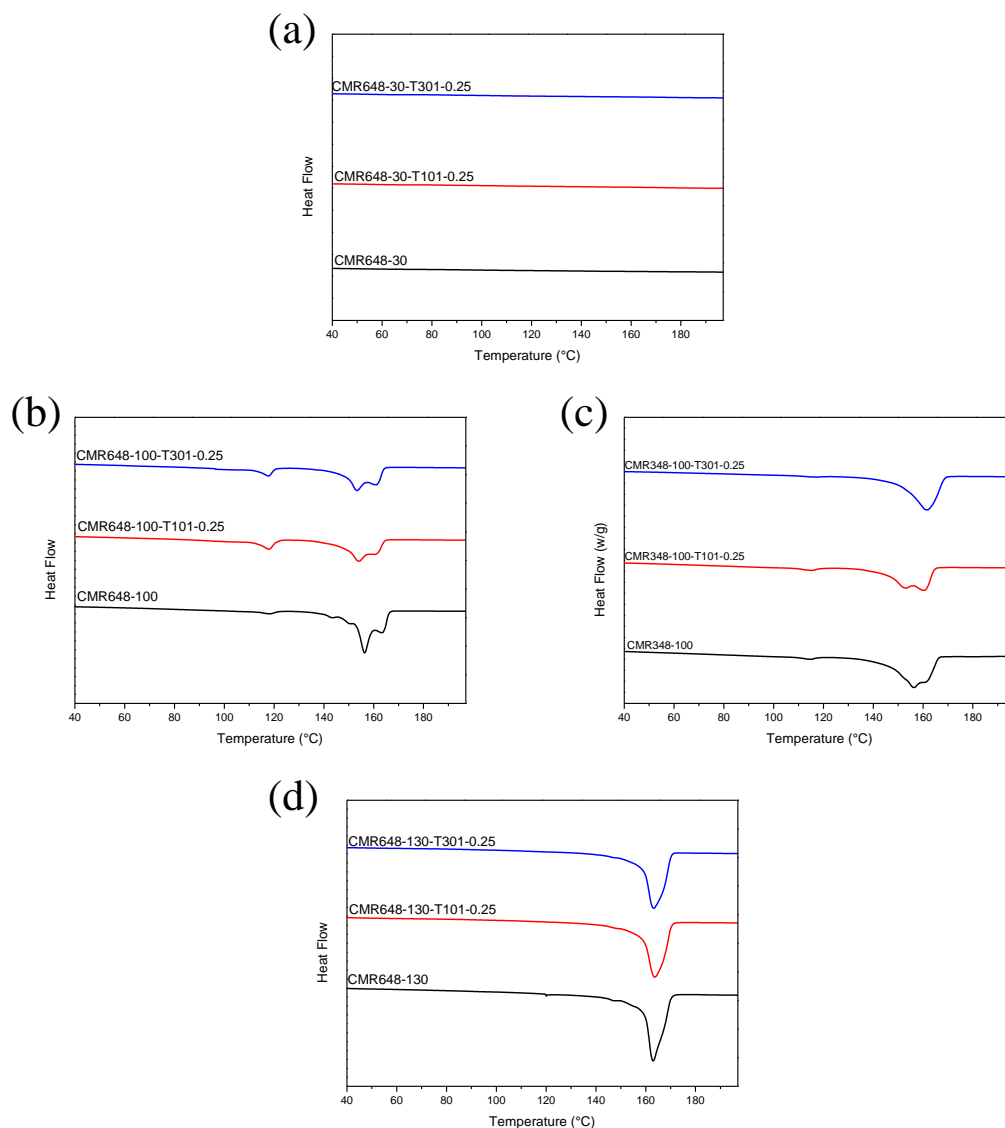 (a)
CMR648-30-T301-0.25
CMR648-30-T101-0.25
CMR648-30
Heat Flow
40 60 80 100 120 140 160 180
Temperature (°C)
(b)
CMR648-100-T301-0.25
CMR648-100-T101-0.25
CMR648-100
Heat Flow
40 60 80 100 120 140 160 180
Temperature (°C)
(c)
CMR348-100-T301-0.25
CMR348-100-T101-0.25
CMR348-100
Heat Flow (w/g)
40 60 80 100 120 140 160 180
Temperature (°C)
(d)
CMR648-130-T301-0.25
CMR648-130-T101-0.25
CMR648-130
Heat Flow
40 60 80 100 120 140 160 180
Temperature (°C)